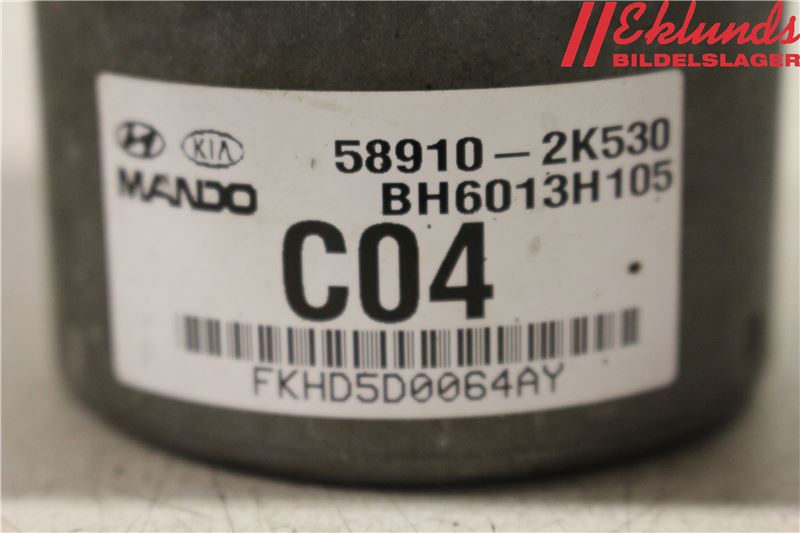 Eklunds
BILDELSLAGER
KIA
58910-2K530
MANDO
BH6013H105
C04
FKHD5D0064AY